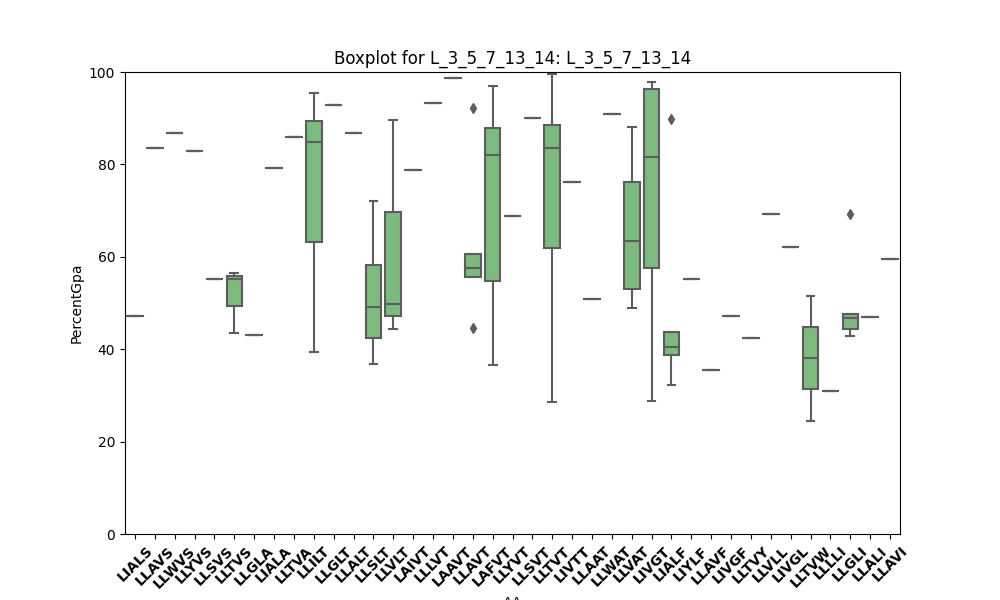 Boxplot for L_3_5_7_13_14: L_3_5_7_13_14
PercentGpa
100
80
60
40
20
0
LIALS
LLAVS
LLWVS
LLYVS
LLSVS
LLTVS
LLGLA
LIALA
LLTVA
LLILT
LLGLT
LLALT
LLSLT
LLVLT
LAIVT
LLLVT
LAAVT
LLAVT
LAFVT
LLYVT
LLSVT
LLTVT
LIVTT
LLAAT
LLWAT
LLVAT
LIVGT
LIALF
LIYLF
LLAVF
LIVGF
LLTVY
LLVLL
LIVGL
LLTVW
LLLLI
LLGLI
LLALI
LLAVI